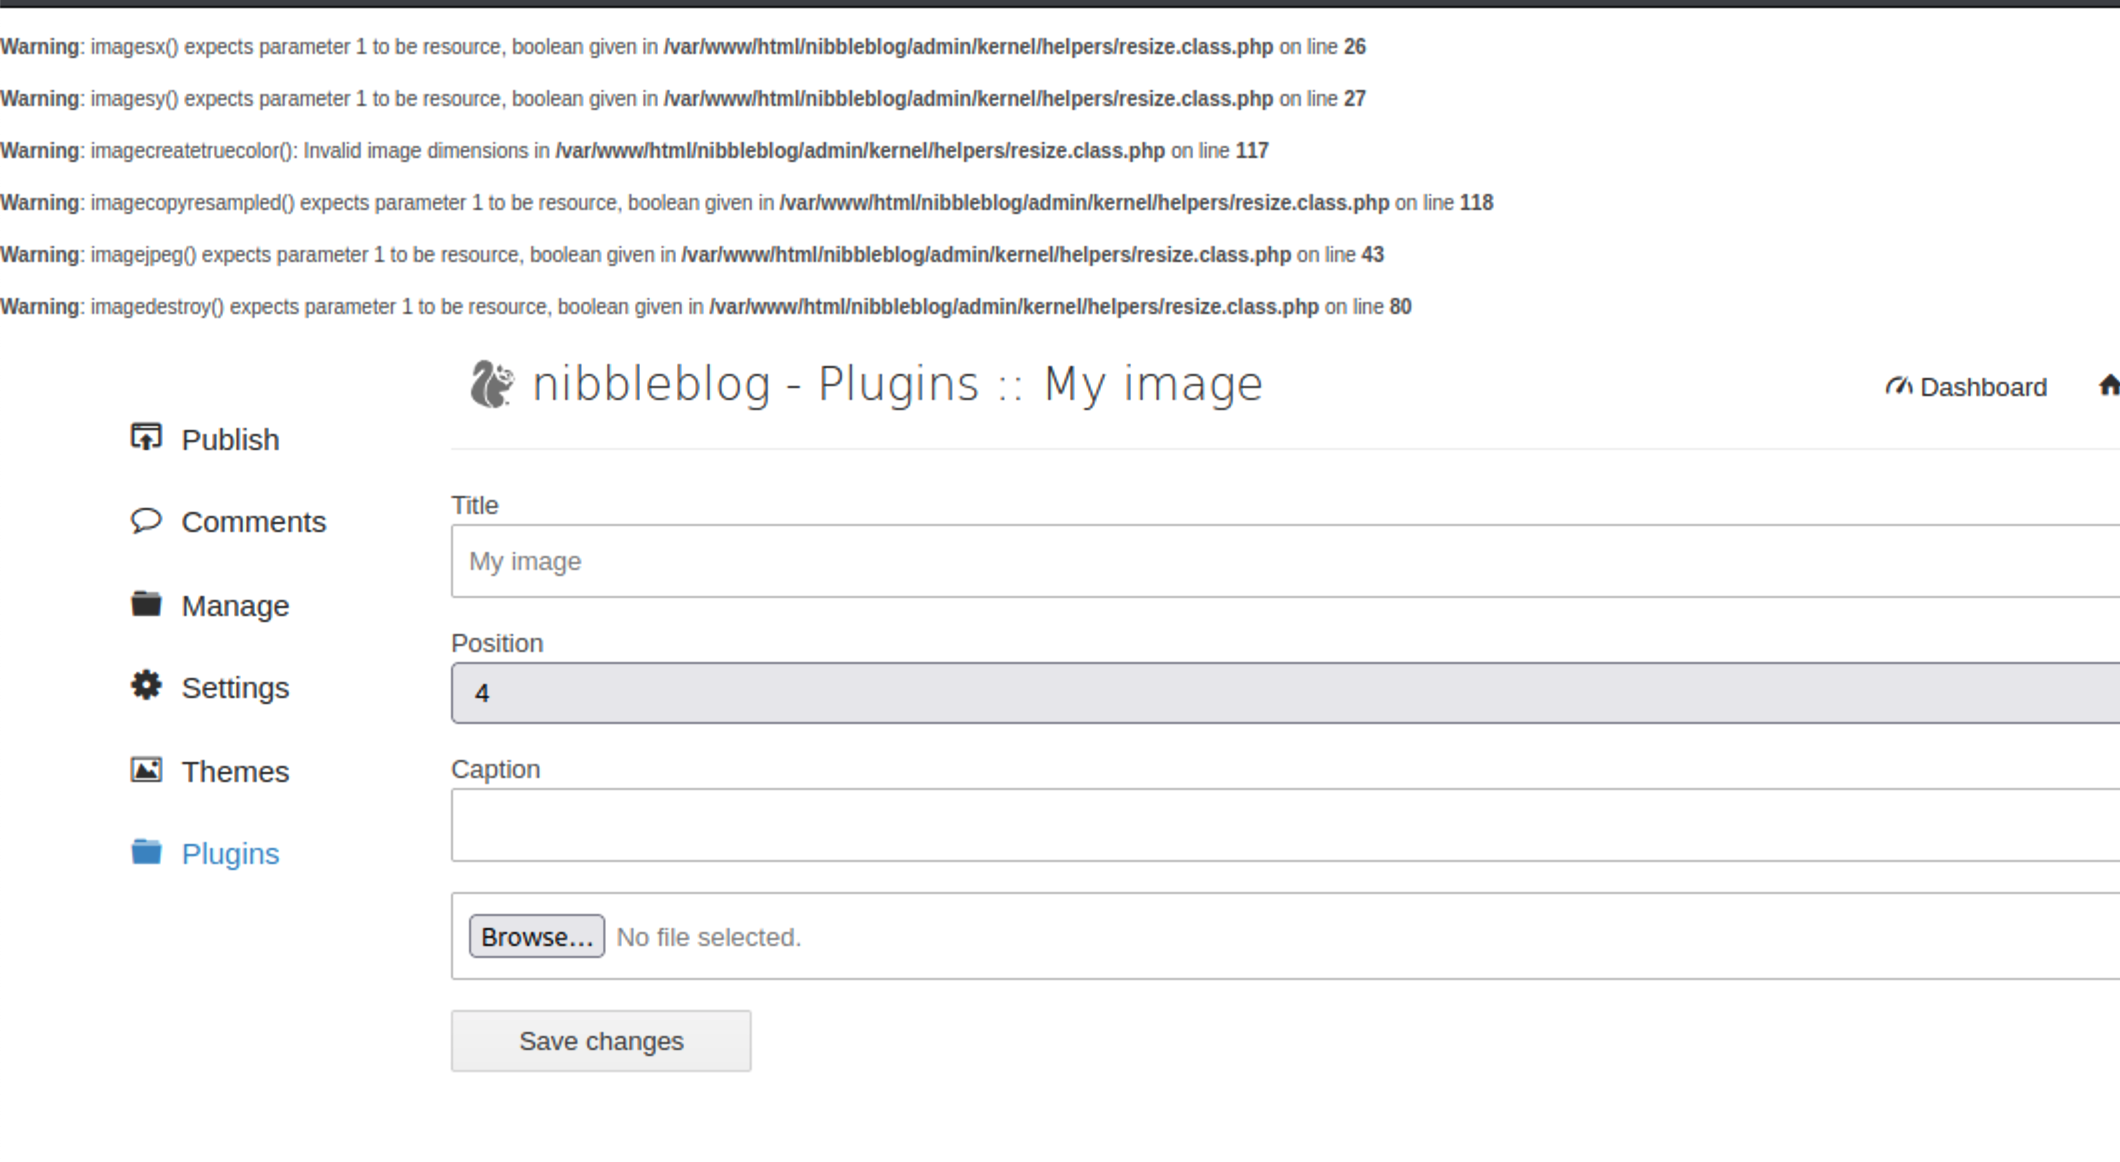 Warning: imagesx() expects parameter 1 to be resource, boolean given in /var/www/html/nibbleblog/admin/kernel/helpers/resize.class.php on line 26
Warning: imagesy() expects parameter 1 to be resource, boolean given in /var/www/html/nibbleblog/admin/kernel/helpers/resize.class.php on line 27
Warning: imagecreatetruecolor(): Invalid image dimensions in /var/www/html/nibbleblog/admin/kernel/helpers/resize.class.php on line 117
Warning: imagecopyresampled() expects parameter 1 to be resource, boolean given in /var/www/html/nibbleblog/admin/kernel/helpers/resize.class.php on line 118
Warning: imagejpeg() expects parameter 1 to be resource, boolean given in /var/www/html/nibbleblog/admin/kernel/helpers/resize.class.php on line 43
Warning: imagedestroy() expects parameter 1 to be resource, boolean given in /var/www/html/nibbleblog/admin/kernel/helpers/resize.class.php on line 80
nibbleblog - Plugins :: My image
Dashboard
Publish
Comments
Manage
Settings
Themes
Plugins
Title
My image
Position
4
Caption
Browse... No file selected.
Save changes